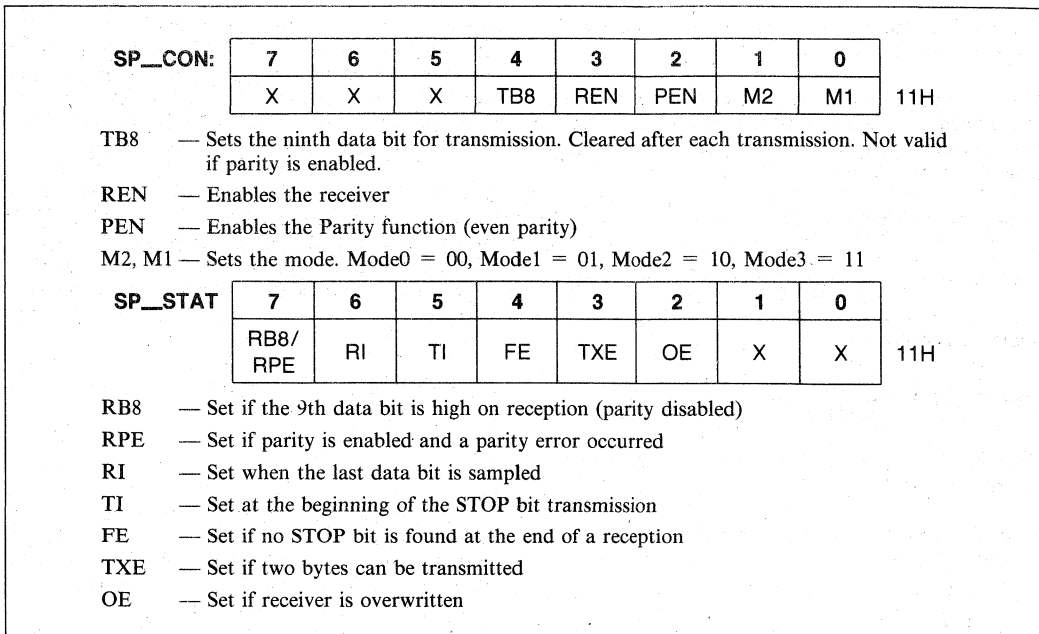 SP__CON: 7 6 5 4 3 2 1 0
X X X TB8 REN PEN M2 M1 11H
TB8 — Sets the ninth data bit for transmission. Cleared after each transmission. Not valid
if parity is enabled.
REN — Enables the receiver
PEN — Enables the Parity function (even parity)
M2, M1 — Sets the mode. Mode0 = 00, Mode1 = 01, Mode2 = 10, Mode3 = 11
SP__STAT 7 6 5 4 3 2 1 0
RB8/
RPE RI TI FE TXE OE X X 11H
RB8 — Set if the 9th data bit is high on reception (parity disabled)
RPE — Set if parity is enabled and a parity error occurred
RI — Set when the last data bit is sampled
TI — Set at the beginning of the STOP bit transmission
FE — Set if no STOP bit is found at the end of a reception
TXE — Set if two bytes can be transmitted
OE — Set if receiver is overwritten